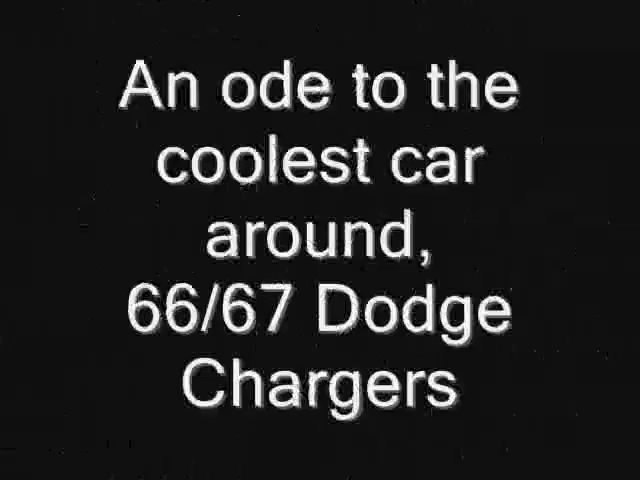 An ode to the
coolest car
around,
66/67 Dodge
Chargers